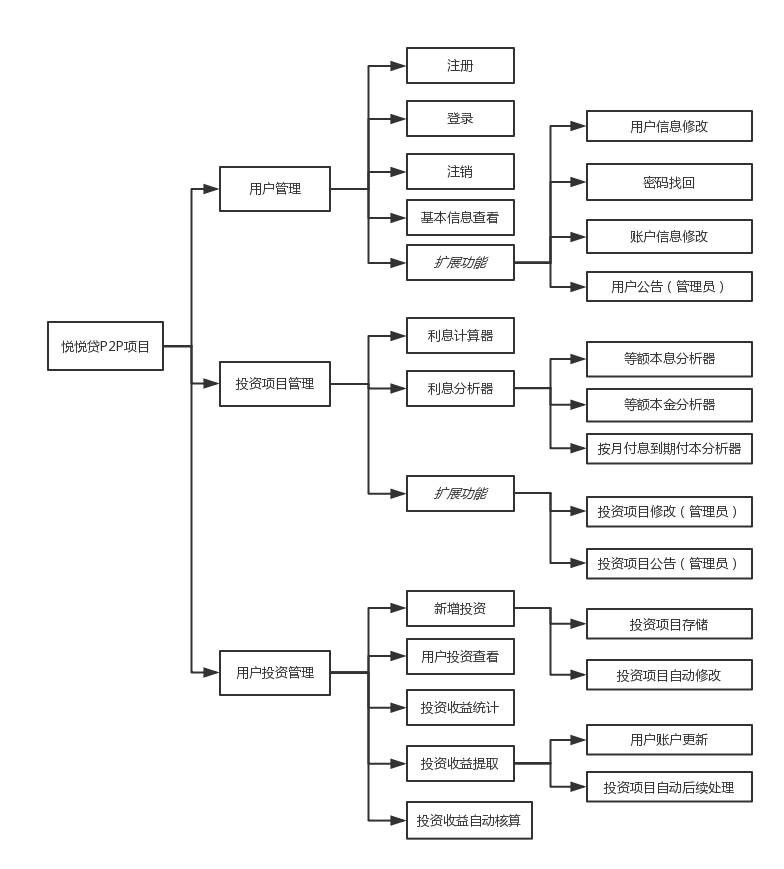 悦悦贷P2P项目
用户管理
注册
登录
注销
基本信息查看
扩展功能
用户信息修改
密码找回
账户信息修改
用户公告（管理员）
投资项目管理
利息计算器
利息分析器
等额本息分析器
等额本金分析器
按月付息到期付本分析器
扩展功能
投资项目修改（管理员）
投资项目公告（管理员）
用户投资管理
新增投资
投资项目存储
投资项目自动修改
用户投资查看
投资收益统计
投资收益提取
用户账户更新
投资项目自动后续处理
投资收益自动核算